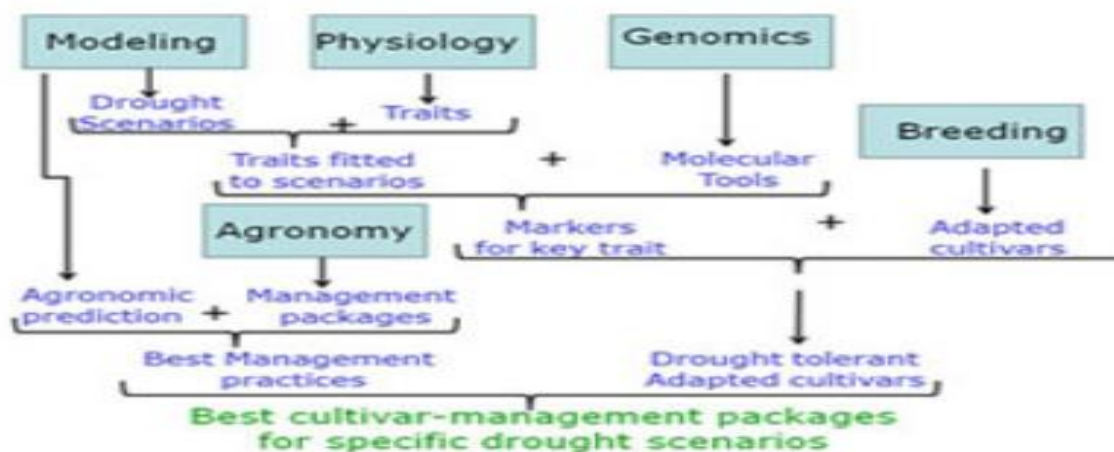 Modeling
Physiology
Genomics
Drought
Scenarios
+
Traits
Breeding
Traits fitted
to scenarios
+
Molecular
Tools
Agronomy
Markers
for key trait
+
Adapted
cultivars
Agronomic
prediction
+
Management
packages
Best Management
practices
Drought tolerant
Adapted cultivars
Best cultivar-management packages
for specific drought scenarios